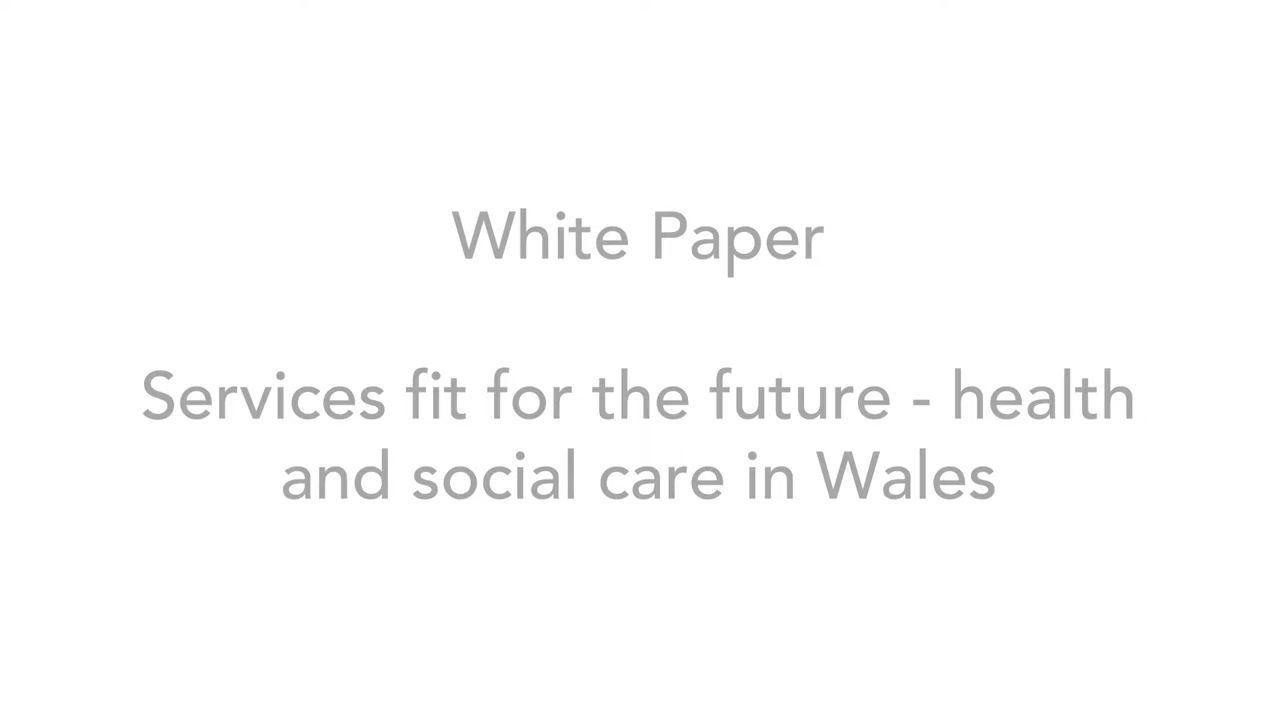 White Paper
Services fit for the future - health
and social care in Wales